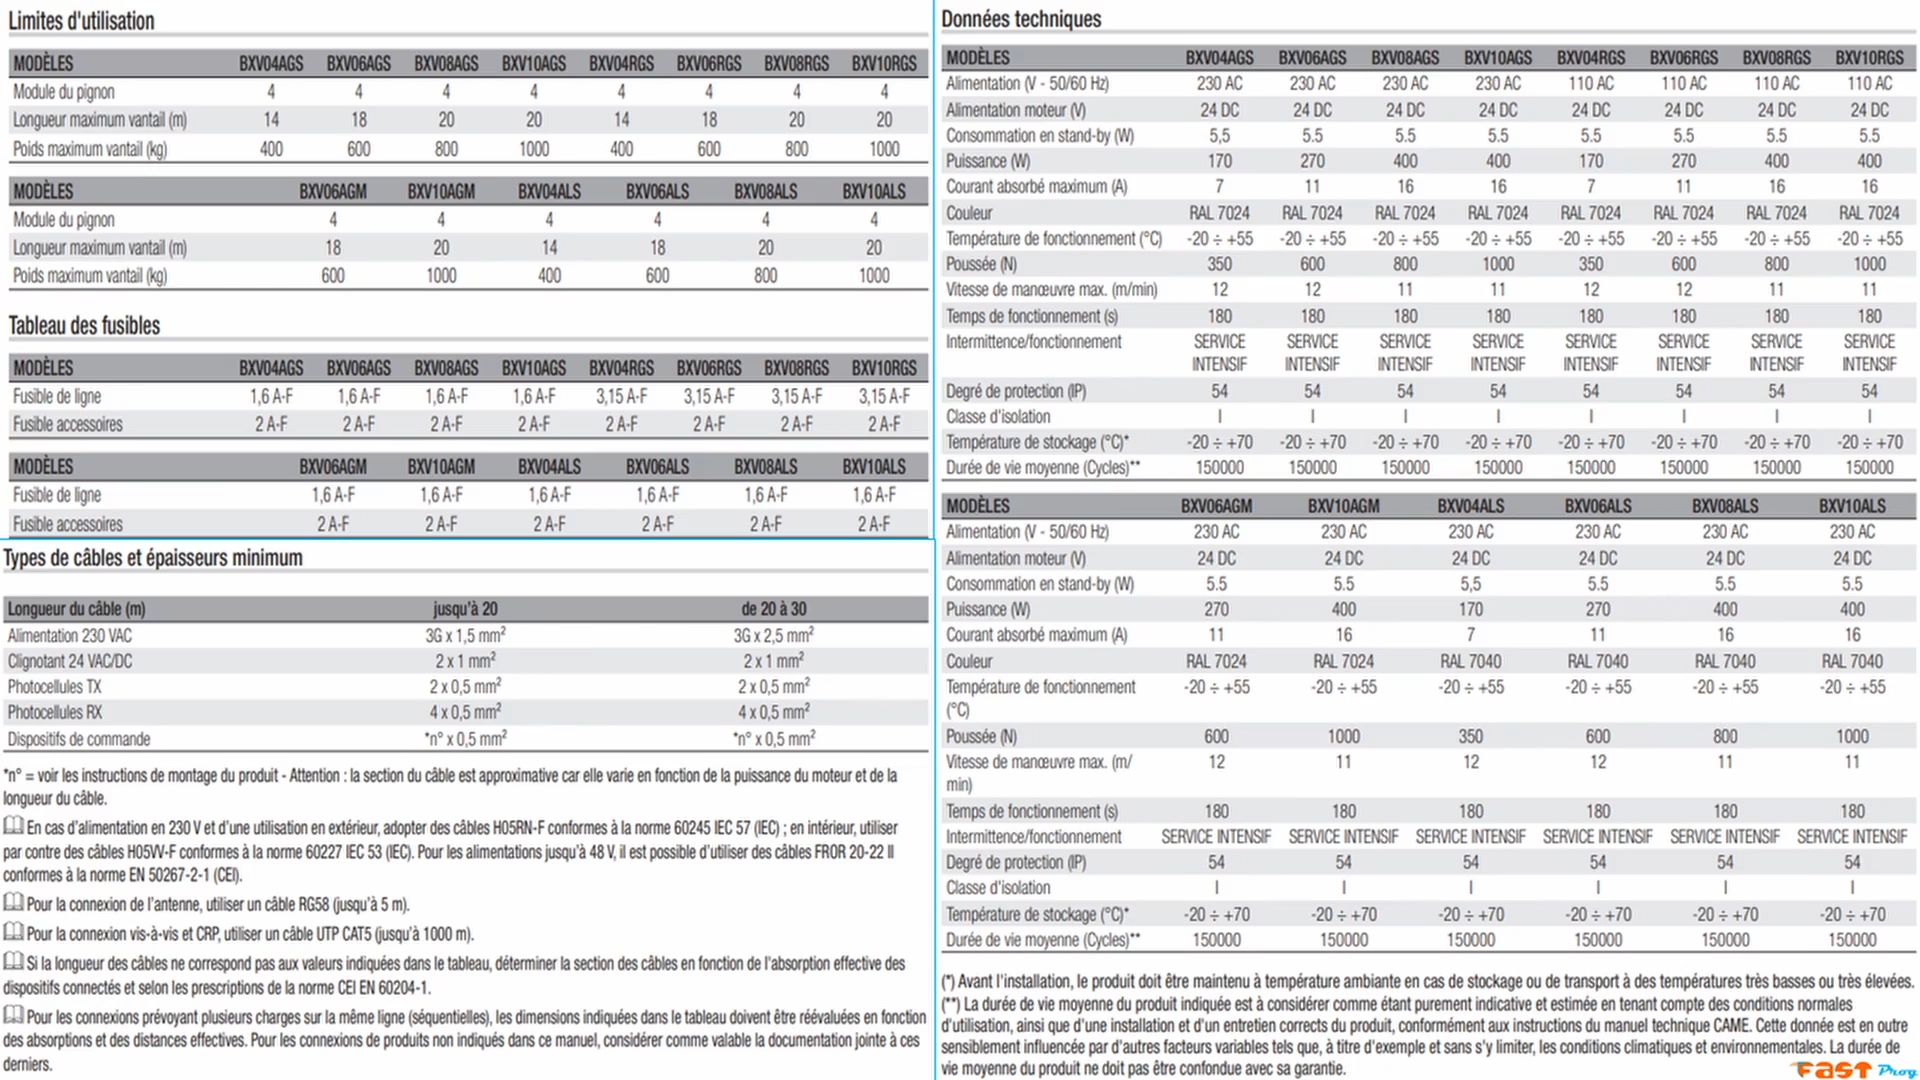 Limites d'utilisation
MODÈLES BXV04AGS BXV06AGS BXV08AGS BXV10AGS BXV04RGS BXV06RGS BXV08RGS BXV10RGS
Module du pignon 4 4 4 4 4 4 4 4
Longueur maximum vantail (m) 14 18 20 20 14 18 20 20
Poids maximum vantail (kg) 400 600 800 1000 400 600 800 1000
MODÈLES BXV06AGM BXV10AGM BXV04ALS BXV06ALS BXV08ALS BXV10ALS
Module du pignon 4 4 4 4 4 4
Longueur maximum vantail (m) 18 20 14 18 20 20
Poids maximum vantail (kg) 600 1000 400 600 800 1000
Tableau des fusibles
MODÈLES BXV04AGS BXV06AGS BXV08AGS BXV10AGS BXV04RGS BXV06RGS BXV08RGS BXV10RGS
Fusible de ligne 1,6 A-F 1,6 A-F 1,6 A-F 1,6 A-F 3,15 A-F 3,15 A-F 3,15 A-F 3,15 A-F
Fusible accessoires 2 A-F 2 A-F 2 A-F 2 A-F 2 A-F 2 A-F 2 A-F 2 A-F
MODÈLES BXV06AGM BXV10AGM BXV04ALS BXV06ALS BXV08ALS BXV10ALS
Fusible de ligne 1,6 A-F 1,6 A-F 1,6 A-F 1,6 A-F 1,6 A-F 1,6 A-F
Fusible accessoires 2 A-F 2 A-F 2 A-F 2 A-F 2 A-F 2 A-F
Types de câbles et épaisseurs minimum
Longueur du câble (m) jusqu'à 20 de 20 à 30
Alimentation 230 VAC 3G x 1,5 mm² 3G x 2,5 mm²
Clignotant 24 VAC/DC 2 x 1 mm² 2 x 1 mm²
Photocellules TX 2 x 0,5 mm² 2 x 0,5 mm²
Photocellules RX 4 x 0,5 mm² 4 x 0,5 mm²
Dispositifs de commande *n° x 0,5 mm² *n° x 0,5 mm²
*n° = voir les instructions de montage du produit - Attention : la section du câble est approximative car elle varie en fonction de la puissance du moteur et de la
longueur du câble.
En cas d'alimentation en 230 V et d'une utilisation en extérieur, adopter des câbles H05RN-F conformes à la norme 60245 IEC 57 (IEC) ; en intérieur, utiliser
par contre des câbles H05VV-F conformes à la norme 60227 IEC 53 (IEC). Pour les alimentations jusqu'à 48 V, il est possible d'utiliser des câbles FROR 20-22 II
conformes à la norme EN 50267-2-1 (CEI).
Pour la connexion de l'antenne, utiliser un câble RG58 (jusqu'à 5 m).
Pour la connexion vis-à-vis et CRP, utiliser un câble UTP CAT5 (jusqu'à 1000 m).
Si la longueur des câbles ne correspond pas aux valeurs indiquées dans le tableau, déterminer la section des câbles en fonction de l'absorption effective des
dispositifs connectés et selon les prescriptions de la norme CEI EN 60204-1.
Pour les connexions prévoyant plusieurs charges sur la même ligne (séquentielles), les dimensions indiquées dans le tableau doivent être réévaluées en fonction
des absorptions et des distances effectives. Pour les connexions de produits non indiqués dans ce manuel, considérer comme valable la documentation jointe à ces
derniers.
Données techniques
MODÈLES BXV04AGS BXV06AGS BXV08AGS BXV10AGS BXV04RGS BXV06RGS BXV08RGS BXV10RGS
Alimentation (V - 50/60 Hz) 230 AC 230 AC 230 AC 230 AC 110 AC 110 AC 110 AC 110 AC
Alimentation moteur (V) 24 DC 24 DC 24 DC 24 DC 24 DC 24 DC 24 DC 24 DC
Consommation en stand-by (W) 5,5 5.5 5.5 5.5 5,5 5.5 5.5 5.5
Puissance (W) 170 270 400 400 170 270 400 400
Courant absorbé maximum (A) 7 11 16 16 7 11 16 16
Couleur RAL 7024 RAL 7024 RAL 7024 RAL 7024 RAL 7024 RAL 7024 RAL 7024 RAL 7024
Température de fonctionnement (°C) -20 ÷ +55 -20 ÷ +55 -20 ÷ +55 -20 ÷ +55 -20 ÷ +55 -20 ÷ +55 -20 ÷ +55 -20 ÷ +55
Poussée (N) 350 600 800 1000 350 600 800 1000
Vitesse de manœuvre max. (m/min) 12 12 11 11 12 12 11 11
Temps de fonctionnement (s) 180 180 180 180 180 180 180 180
Intermittence/fonctionnement SERVICE SERVICE SERVICE SERVICE SERVICE SERVICE SERVICE SERVICE
INTENSIF INTENSIF INTENSIF INTENSIF INTENSIF INTENSIF INTENSIF INTENSIF
Degré de protection (IP) 54 54 54 54 54 54 54 54
Classe d'isolation I I I I I I I I
Température de stockage (°C)* -20 ÷ +70 -20 ÷ +70 -20 ÷ +70 -20 ÷ +70 -20 ÷ +70 -20 ÷ +70 -20 ÷ +70 -20 ÷ +70
Durée de vie moyenne (Cycles)** 150000 150000 150000 150000 150000 150000 150000 150000
MODÈLES BXV06AGM BXV10AGM BXV04ALS BXV06ALS BXV08ALS BXV10ALS
Alimentation (V - 50/60 Hz) 230 AC 230 AC 230 AC 230 AC 230 AC 230 AC
Alimentation moteur (V) 24 DC 24 DC 24 DC 24 DC 24 DC 24 DC
Consommation en stand-by (W) 5.5 5.5 5,5 5.5 5.5 5.5
Puissance (W) 270 400 170 270 400 400
Courant absorbé maximum (A) 11 16 7 11 16 16
Couleur RAL 7024 RAL 7024 RAL 7040 RAL 7040 RAL 7040 RAL 7040
Température de fonctionnement -20 ÷ +55 -20 ÷ +55 -20 ÷ +55 -20 ÷ +55 -20 ÷ +55 -20 ÷ +55
(°C)
Poussée (N) 600 1000 350 600 800 1000
Vitesse de manœuvre max. (m/ 12 11 12 12 11 11
min)
Temps de fonctionnement (s) 180 180 180 180 180 180
Intermittence/fonctionnement SERVICE INTENSIF SERVICE INTENSIF SERVICE INTENSIF SERVICE INTENSIF SERVICE INTENSIF SERVICE INTENSIF
Degré de protection (IP) 54 54 54 54 54 54
Classe d'isolation I I I I I I
Température de stockage (°C)* -20 ÷ +70 -20 ÷ +70 -20 ÷ +70 -20 ÷ +70 -20 ÷ +70 -20 ÷ +70
Durée de vie moyenne (Cycles)** 150000 150000 150000 150000 150000 150000
(*) Avant l'installation, le produit doit être maintenu à température ambiante en cas de stockage ou de transport à des températures très basses ou très élevées.
(**) La durée de vie moyenne du produit indiquée est à considérer comme étant purement indicative et estimée en tenant compte des conditions normales
d'utilisation, ainsi que d'une installation et d'un entretien corrects du produit, conformément aux instructions du manuel technique CAME. Cette donnée est en outre
sensiblement influencée par d'autres facteurs variables tels que, à titre d'exemple et sans s'y limiter, les conditions climatiques et environnementales. La durée de
vie moyenne du produit ne doit pas être confondue avec sa garantie.
FAST Prog